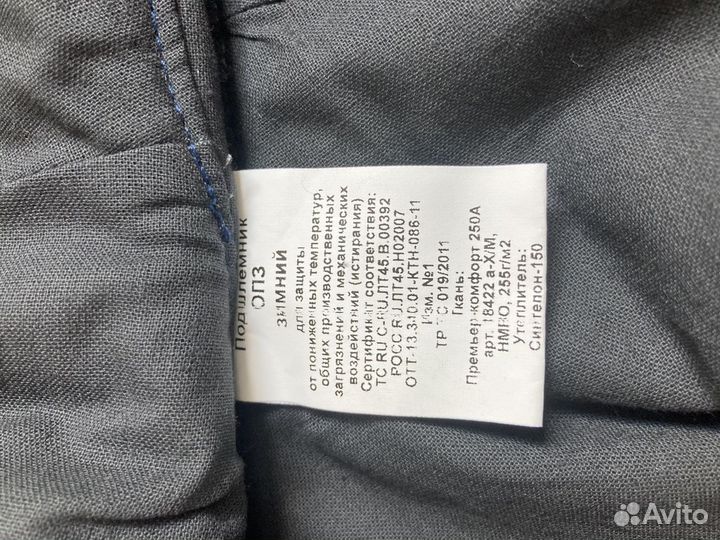 Подшлемник
ОПЗ
ЗИМНИЙ
для защиты
от пониженных температур,
общих производственных
загрязнений и механических
воздействий (истирания)
Сертификат соответствия:
ТС RU C-RU.ЛТ45.В.00392
РОСС RU.ЛТ45.Н02007
ОТТ-13.340.01-КТН-086-11
Изм. №1
ТР ТС 019/2011
Ткань:
Премьер-комфорт 250А
арт. 18422 а-Х/М,
НМВО, 255г/м2
Утеплитель:
Синтепон-150
Avito